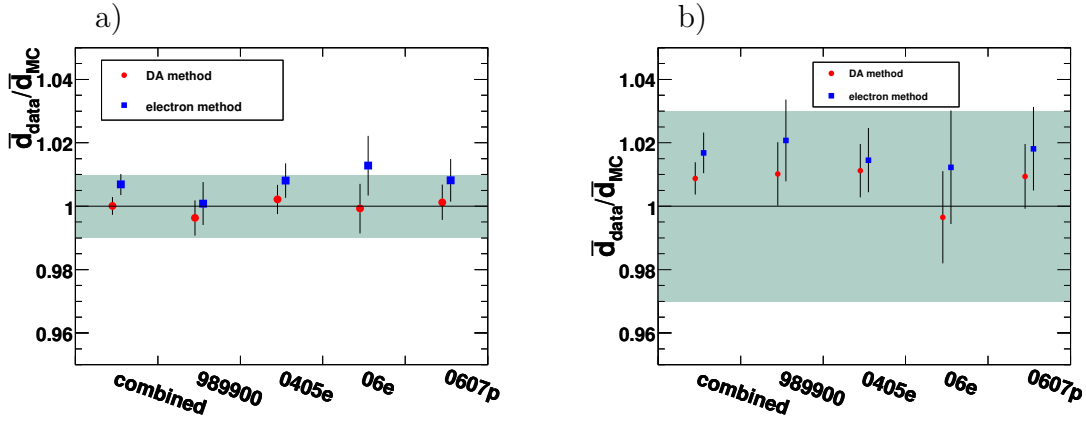 a)
d̅data/d̅MC
1.04
1.02
1
0.98
0.96
DA method
electron method
combined
989900
0405e
06e
0607p
b)
d̅data/d̅MC
1.04
1.02
1
0.98
0.96
DA method
electron method
combined
989900
0405e
06e
0607p